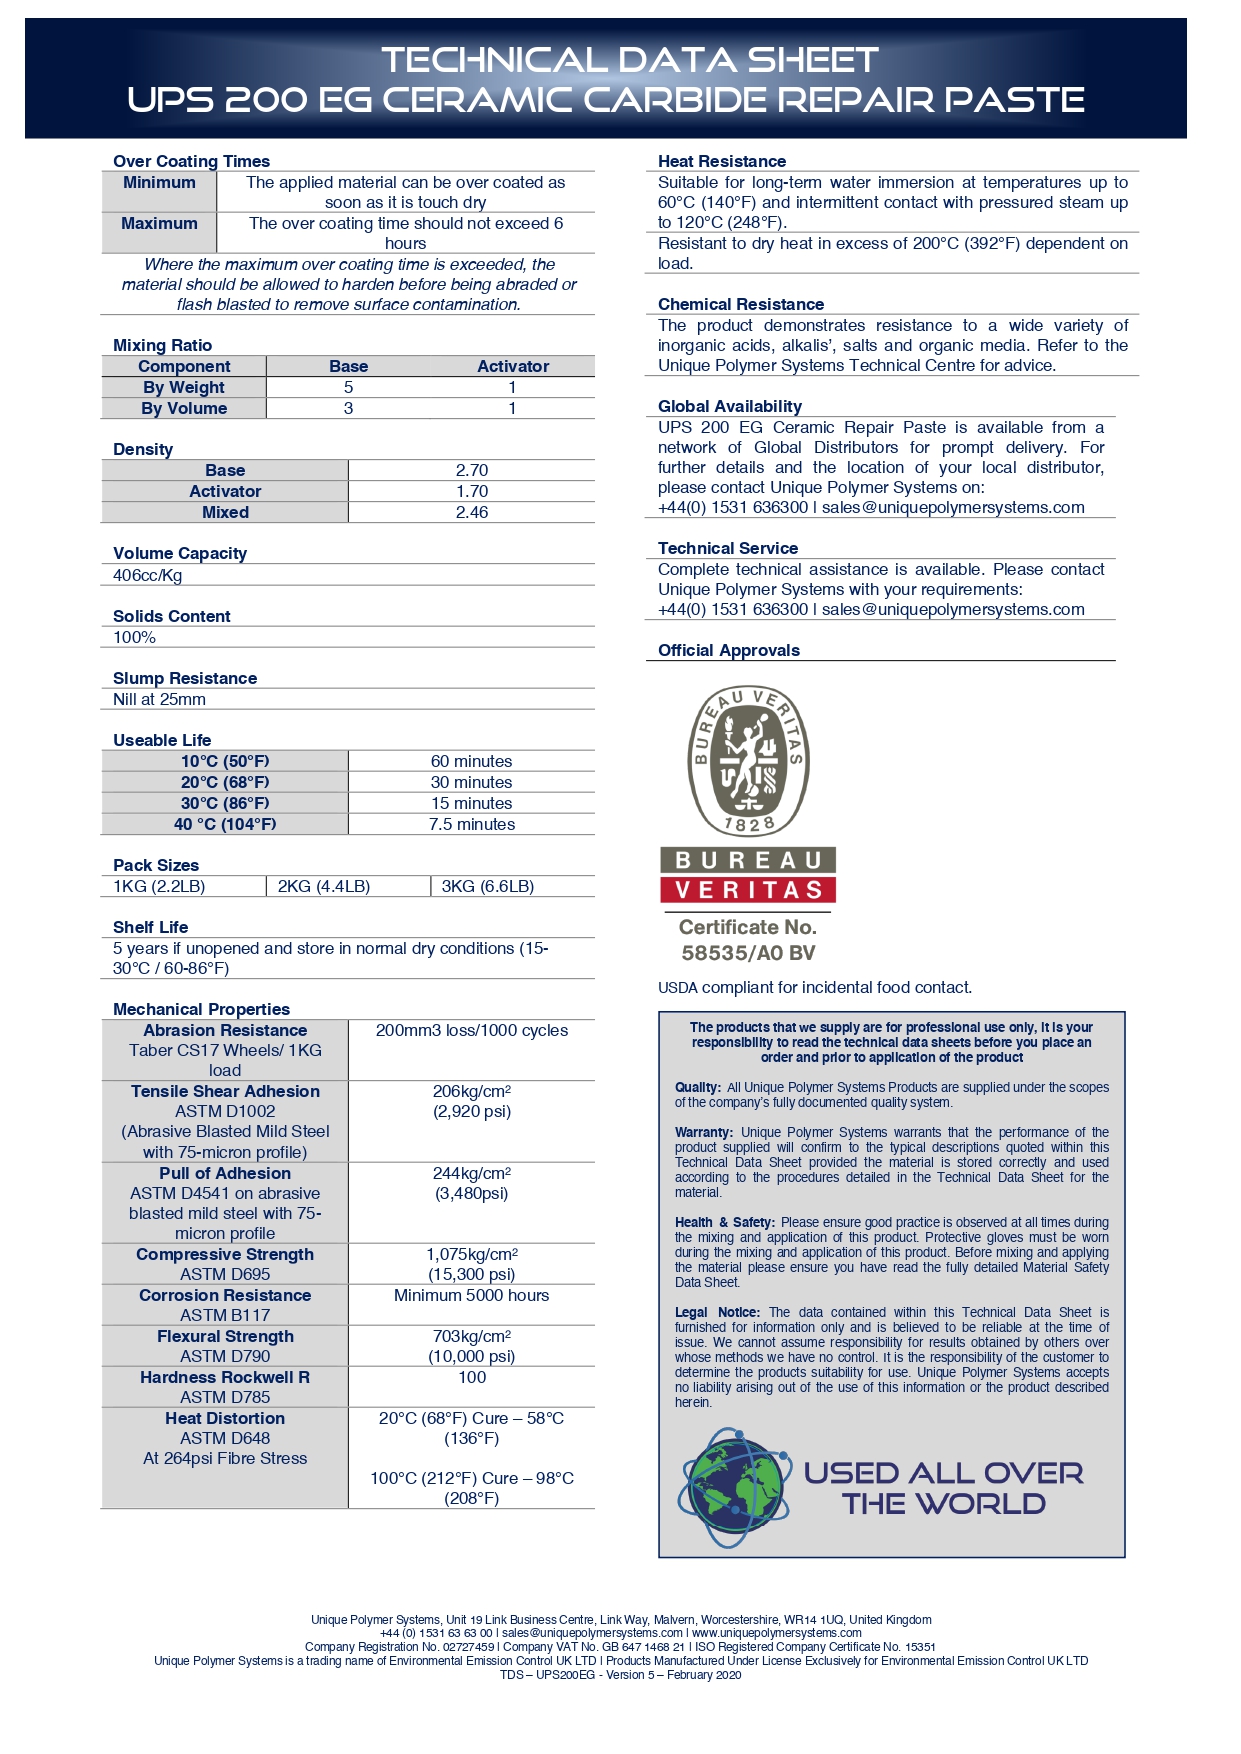 TECHNICAL DATA SHEET
UPS 200 EG CERAMIC CARBIDE REPAIR PASTE
Over Coating Times
Minimum The applied material can be over coated as
soon as it is touch dry
Maximum The over coating time should not exceed 6
hours
Where the maximum over coating time is exceeded, the
material should be allowed to harden before being abraded or
flash blasted to remove surface contamination.
Mixing Ratio
Component Base Activator
By Weight 5 1
By Volume 3 1
Density
Base 2.70
Activator 1.70
Mixed 2.46
Volume Capacity
406cc/Kg
Solids Content
100%
Slump Resistance
Nill at 25mm
Useable Life
10°C (50°F) 60 minutes
20°C (68°F) 30 minutes
30°C (86°F) 15 minutes
40 °C (104°F) 7.5 minutes
Pack Sizes
1KG (2.2LB) 2KG (4.4LB) 3KG (6.6LB)
Shelf Life
5 years if unopened and store in normal dry conditions (15-
30°C / 60-86°F)
Mechanical Properties
Abrasion Resistance 200mm3 loss/1000 cycles
Taber CS17 Wheels/ 1KG
load
Tensile Shear Adhesion 206kg/cm²
ASTM D1002 (2,920 psi)
(Abrasive Blasted Mild Steel
with 75-micron profile)
Pull of Adhesion 244kg/cm²
ASTM D4541 on abrasive (3,480psi)
blasted mild steel with 75-
micron profile
Compressive Strength 1,075kg/cm²
ASTM D695 (15,300 psi)
Corrosion Resistance Minimum 5000 hours
ASTM B117
Flexural Strength 703kg/cm²
ASTM D790 (10,000 psi)
Hardness Rockwell R 100
ASTM D785
Heat Distortion 20°C (68°F) Cure – 58°C
ASTM D648 (136°F)
At 264psi Fibre Stress
100°C (212°F) Cure – 98°C
(208°F)
Heat Resistance
Suitable for long-term water immersion at temperatures up to
60°C (140°F) and intermittent contact with pressured steam up
to 120°C (248°F).
Resistant to dry heat in excess of 200°C (392°F) dependent on
load.
Chemical Resistance
The product demonstrates resistance to a wide variety of
inorganic acids, alkalis’, salts and organic media. Refer to the
Unique Polymer Systems Technical Centre for advice.
Global Availability
UPS 200 EG Ceramic Repair Paste is available from a
network of Global Distributors for prompt delivery. For
further details and the location of your local distributor,
please contact Unique Polymer Systems on:
+44(0) 1531 636300 | sales@uniquepolymersystems.com
Technical Service
Complete technical assistance is available. Please contact
Unique Polymer Systems with your requirements:
+44(0) 1531 636300 | sales@uniquepolymersystems.com
Official Approvals
BUREAU VERITAS
1828
BUREAU
VERITAS
Certificate No.
58535/A0 BV
USDA compliant for incidental food contact.
The products that we supply are for professional use only, it is your
responsibility to read the technical data sheets before you place an
order and prior to application of the product
Quality: All Unique Polymer Systems Products are supplied under the scopes
of the company’s fully documented quality system.
Warranty: Unique Polymer Systems warrants that the performance of the
product supplied will confirm to the typical descriptions quoted within this
Technical Data Sheet provided the material is stored correctly and used
according to the procedures detailed in the Technical Data Sheet for the
material.
Health & Safety: Please ensure good practice is observed at all times during
the mixing and application of this product. Protective gloves must be worn
during the mixing and application of this product. Before mixing and applying
the material please ensure you have read the fully detailed Material Safety
Data Sheet.
Legal Notice: The data contained within this Technical Data Sheet is
furnished for information only and is believed to be reliable at the time of
issue. We cannot assume responsibility for results obtained by others over
whose methods we have no control. It is the responsibility of the customer to
determine the products suitability for use. Unique Polymer Systems accepts
no liability arising out of the use of this information or the product described
herein.
USED ALL OVER
THE WORLD
Unique Polymer Systems, Unit 19 Link Business Centre, Link Way, Malvern, Worcestershire, WR14 1UQ, United Kingdom
+44 (0) 1531 63 63 00 | sales@uniquepolymersystems.com | www.uniquepolymersystems.com
Company Registration No. 02727459 | Company VAT No. GB 647 1468 21 | ISO Registered Company Certificate No. 15351
Unique Polymer Systems is a trading name of Environmental Emission Control UK LTD | Products Manufactured Under License Exclusively for Environmental Emission Control UK LTD
TDS – UPS200EG - Version 5 – February 2020